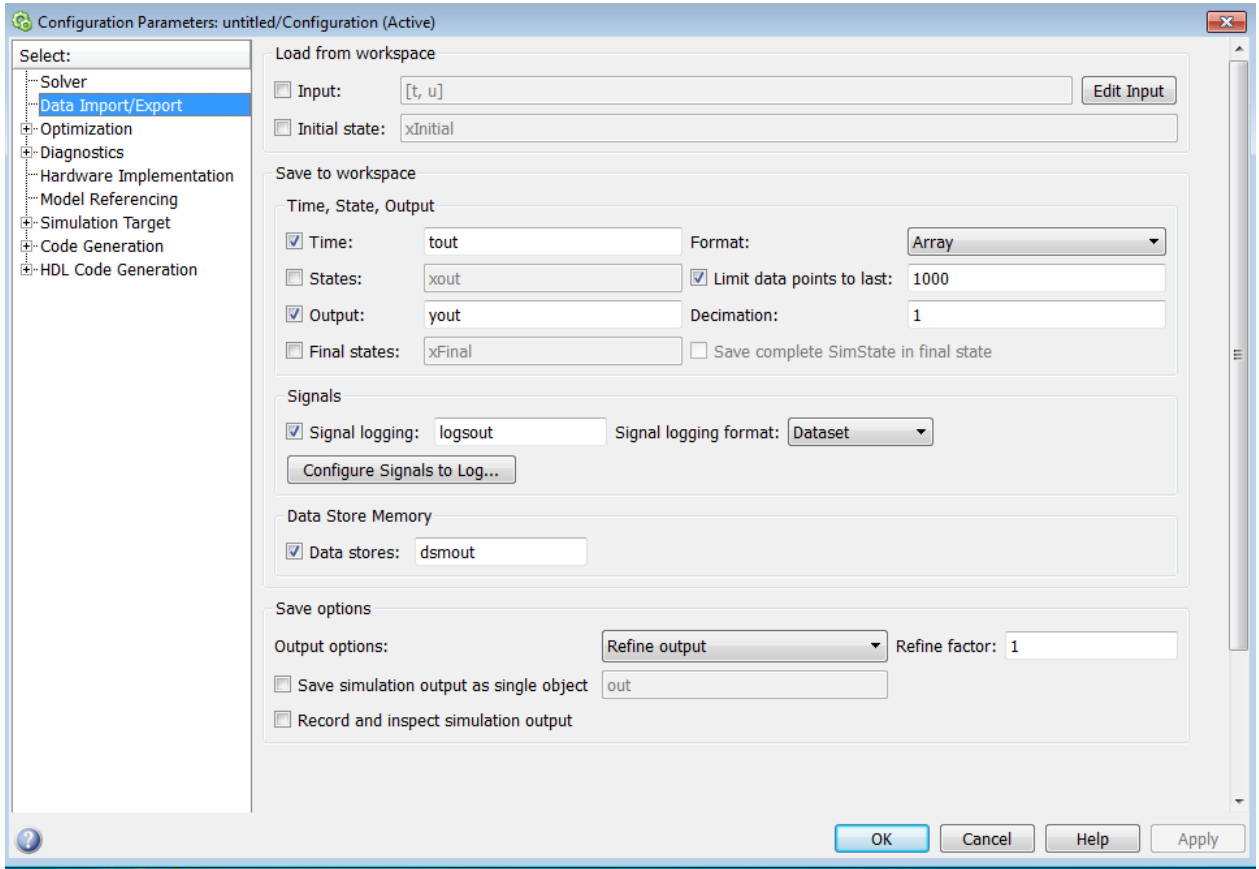 Configuration Parameters: untitled/Configuration (Active)
Select:
Solver
Data Import/Export
Optimization
Diagnostics
Hardware Implementation
Model Referencing
Simulation Target
Code Generation
HDL Code Generation
Load from workspace
Input: [t, u] Edit Input
Initial state: xInitial
Save to workspace
Time, State, Output
Time: tout Format: Array
States: xout Limit data points to last: 1000
Output: yout Decimation: 1
Final states: xFinal Save complete SimState in final state
Signals
Signal logging: logsout Signal logging format: Dataset
Configure Signals to Log...
Data Store Memory
Data stores: dsmout
Save options
Output options: Refine output Refine factor: 1
Save simulation output as single object out
Record and inspect simulation output
OK Cancel Help Apply